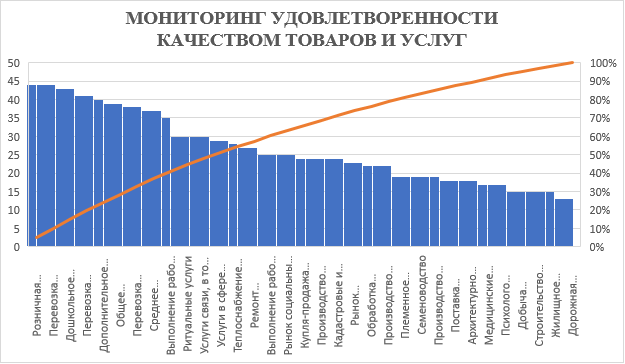 МОНИТОРИНГ УДОВЛЕТВОРЕННОСТИ
КАЧЕСТВОМ ТОВАРОВ И УСЛУГ
50
45
40
35
30
25
20
15
10
5
0
100%
90%
80%
70%
60%
50%
40%
30%
20%
10%
0%
Розничная…
Перевозка…
Дошкольное…
Перевозка…
Дополнительное…
Общее…
Перевозка…
Среднее…
Выполнение рабо…
Ритуальные услуги
Услуги связи, в то…
Услуги в сфере…
Теплоснабжение…
Ремонт…
Выполнение рабо…
Рынок социальны…
Купля-продажа…
Производство…
Кадастровые и…
Рынок…
Обработка…
Производство…
Племенное…
Семеноводство
Производство…
Поставка…
Архитектурно…
Медицинские…
Психолого…
Добыча…
Строительство…
Жилищное…
Дорожная…